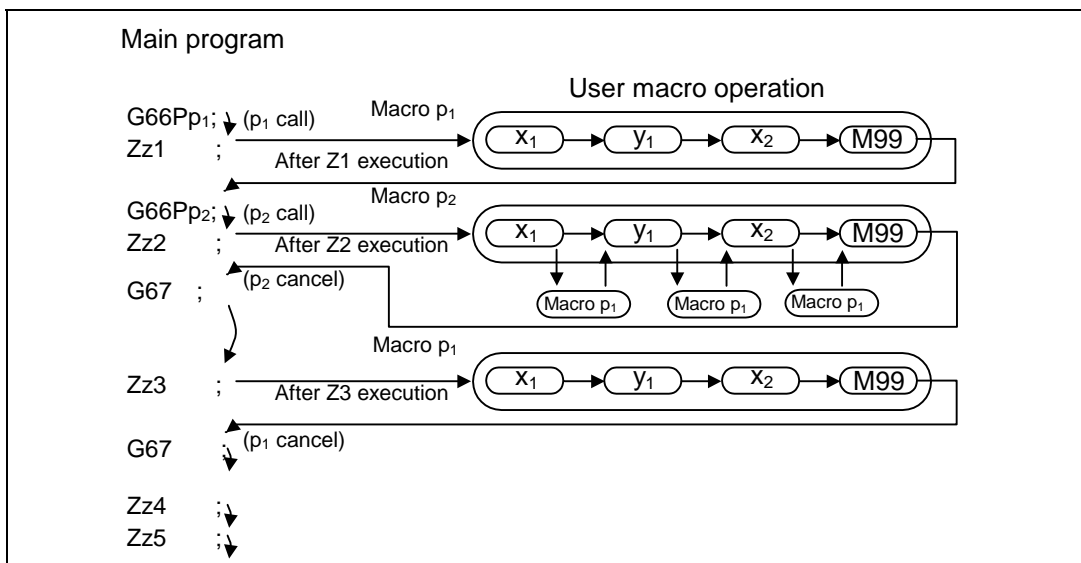 Main program
User macro operation
G66Pp₁; (p₁ call) Macro p₁ x₁ y₁ x₂ M99
Zz1 ; After Z1 execution
G66Pp₂; (p₂ call) Macro p₂
Zz2 ; After Z2 execution x₁ y₁ x₂ M99
(p₂ cancel)
G67 ; Macro p₁ Macro p₁ Macro p₁
Macro p₁
Zz3 ; After Z3 execution x₁ y₁ x₂ M99
G67 ; (p₁ cancel)
Zz4 ;
Zz5 ;